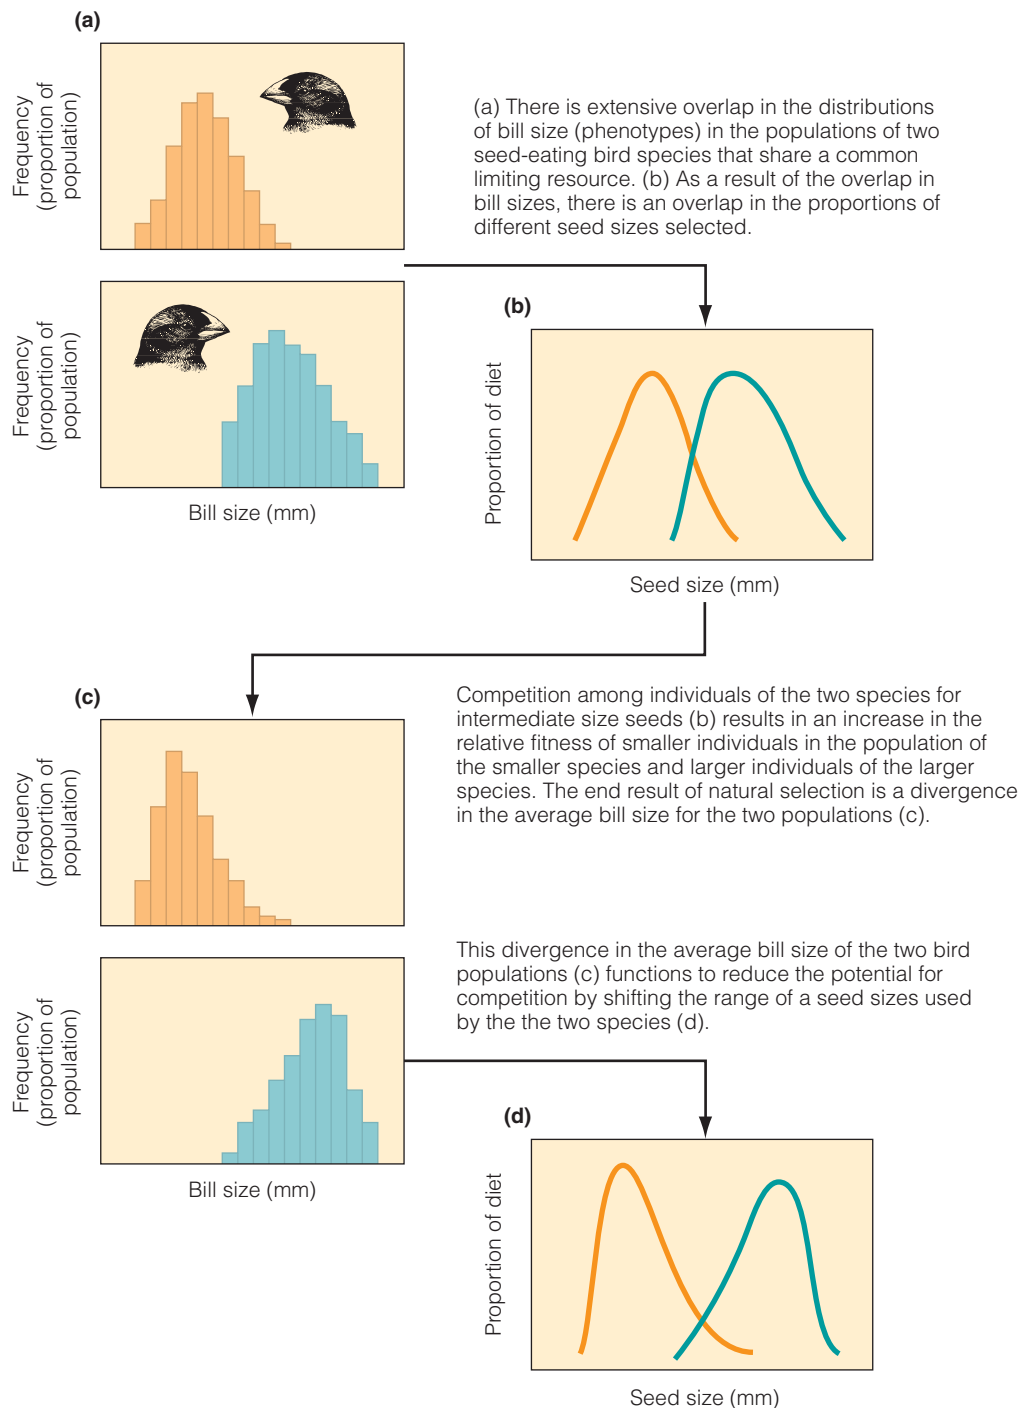 (a)
Frequency
(proportion of
population)
(a) There is extensive overlap in the distributions
of bill size (phenotypes) in the populations of two
seed-eating bird species that share a common
limiting resource. (b) As a result of the overlap in
bill sizes, there is an overlap in the proportions of
different seed sizes selected.
Frequency
(proportion of
population)
Bill size (mm)
(b)
Proportion of diet
Seed size (mm)
(c)
Frequency
(proportion of
population)
Competition among individuals of the two species for
intermediate size seeds (b) results in an increase in the
relative fitness of smaller individuals in the population of
the smaller species and larger individuals of the larger
species. The end result of natural selection is a divergence
in the average bill size for the two populations (c).
Frequency
(proportion of
population)
Bill size (mm)
This divergence in the average bill size of the two bird
populations (c) functions to reduce the potential for
competition by shifting the range of a seed sizes used
by the the two species (d).
(d)
Proportion of diet
Seed size (mm)